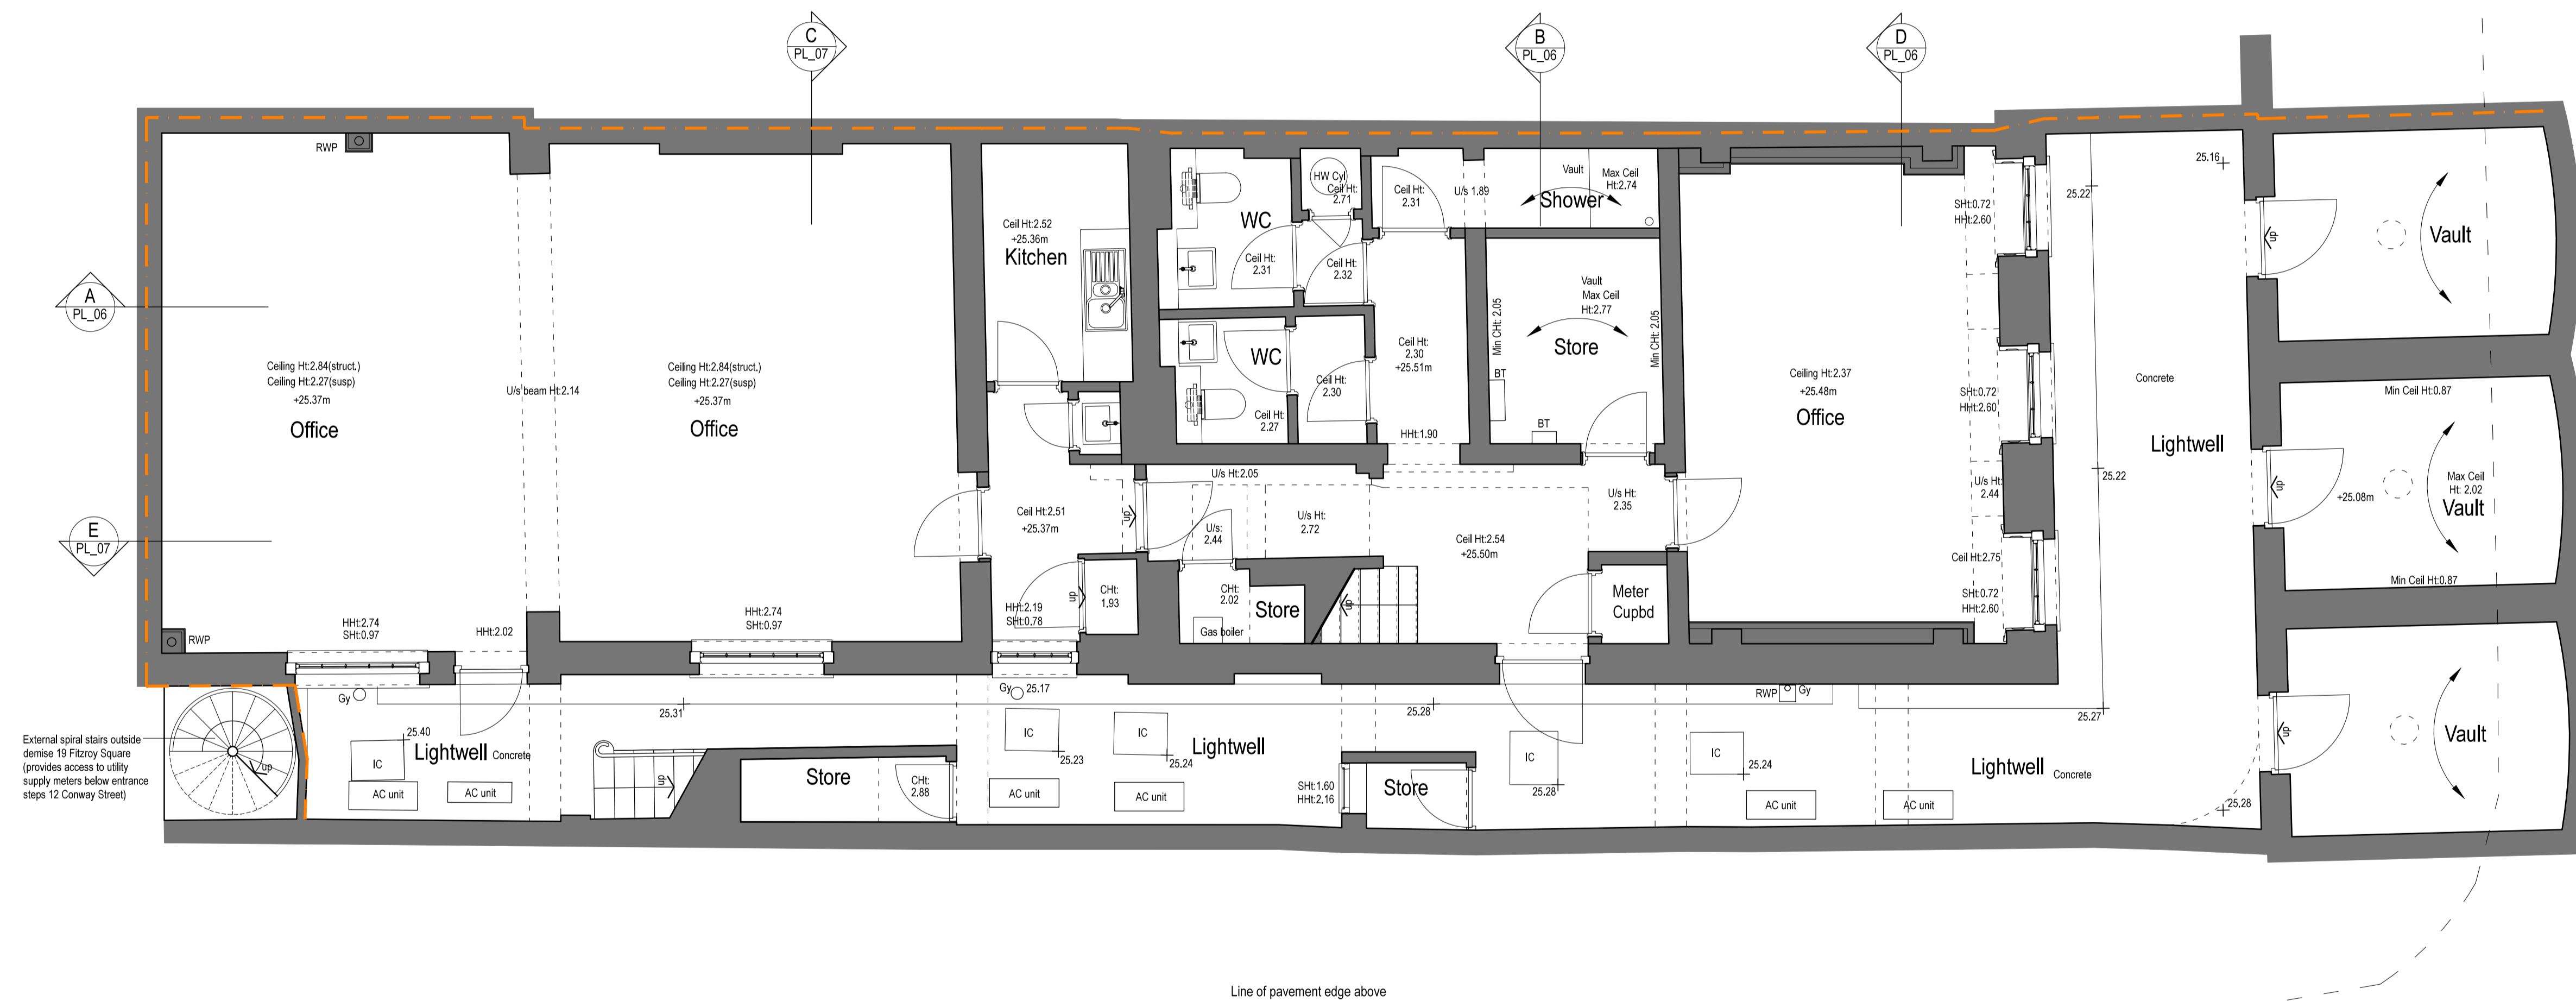 C
PL_07
B
PL_06
D
PL_06
A
PL_06
E
PL_07
RWP
Ceiling Ht:2.84(struct.)
Ceiling Ht:2.27(susp)
+25.37m
Office
U/s beam Ht:2.14
Ceiling Ht:2.84(struct.)
Ceiling Ht:2.27(susp)
+25.37m
Office
RWP
HHt:2.74
SHt:0.97
HHt:2.02
HHt:2.74
SHt:0.97
Ceil Ht:2.52
+25.36m
Kitchen
Ceil Ht:2.51
+25.37m
dn
HHt:2.19
SHt:0.78
up
CHt:
1.93
WC
Ceil Ht:
2.31
HW Cyl
Ceil Ht:
2.71
Ceil Ht:
2.32
WC
Ceil Ht:
2.27
Ceil Ht:
2.30
Ceil Ht:
2.31
U/s 1.89
Vault
Max Ceil
Ht:2.74
Shower
Ceil Ht:
2.30
+25.51m
HHt:1.90
Min CHt: 2.05
Vault
Max Ceil
Ht:2.77
Store
Min CHt: 2.05
BT
BT
U/s Ht:2.05
U/s:
2.44
U/s Ht:
2.72
Ceil Ht:2.54
+25.50m
U/s Ht:
2.35
CHt:
2.02
Store
Gas boiler
up
Meter
Cupbd
Ceiling Ht:2.37
+25.48m
Office
SHt:0.72
HHt:2.60
SHt:0.72
HHt:2.60
U/s Ht:
2.44
Ceil Ht:2.75
SHt:0.72
HHt:2.60
25.16
25.22
Concrete
Lightwell
25.22
25.27
dn
Vault
Min Ceil Ht:0.87
dn
+25.08m
Max Ceil
Ht: 2.02
Vault
Min Ceil Ht:0.87
dn
Vault
External spiral stairs outside
demise 19 Fitzroy Square
(provides access to utility
supply meters below entrance
steps 12 Conway Street)
up
Gy
25.40
IC
Lightwell
Concrete
AC unit
AC unit
25.31
up
Store
CHt:
2.88
Gy
25.17
IC
25.23
IC
25.24
AC unit
AC unit
Lightwell
25.28
SHt:1.60
HHt:2.16
Store
IC
25.28
RWP
Gy
IC
25.24
AC unit
AC unit
Lightwell
Concrete
25.28
Line of pavement edge above